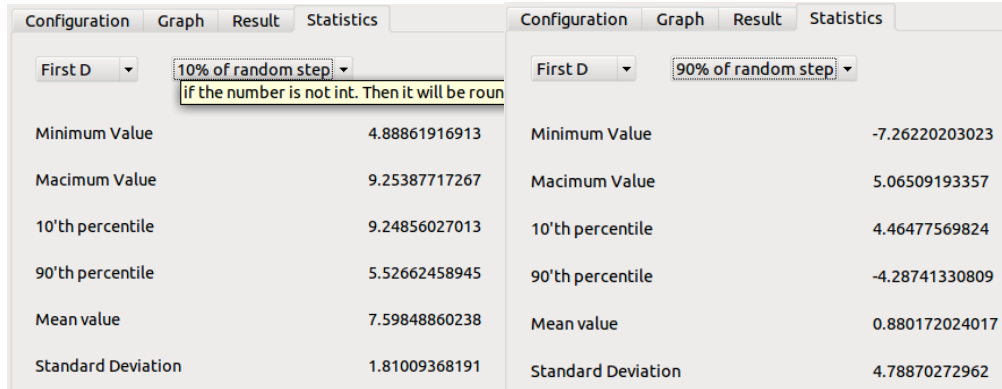 Configuration Graph Result Statistics
First D 10% of random step
if the number is not int. Then it will be roun
Minimum Value 4.88861916913
Macimum Value 9.25387717267
10'th percentile 9.24856027013
90'th percentile 5.52662458945
Mean value 7.59848860238
Standard Deviation 1.81009368191
Configuration Graph Result Statistics
First D 90% of random step
Minimum Value -7.26220203023
Macimum Value 5.06509193357
10'th percentile 4.46477569824
90'th percentile -4.28741330809
Mean value 0.880172024017
Standard Deviation 4.78870272962